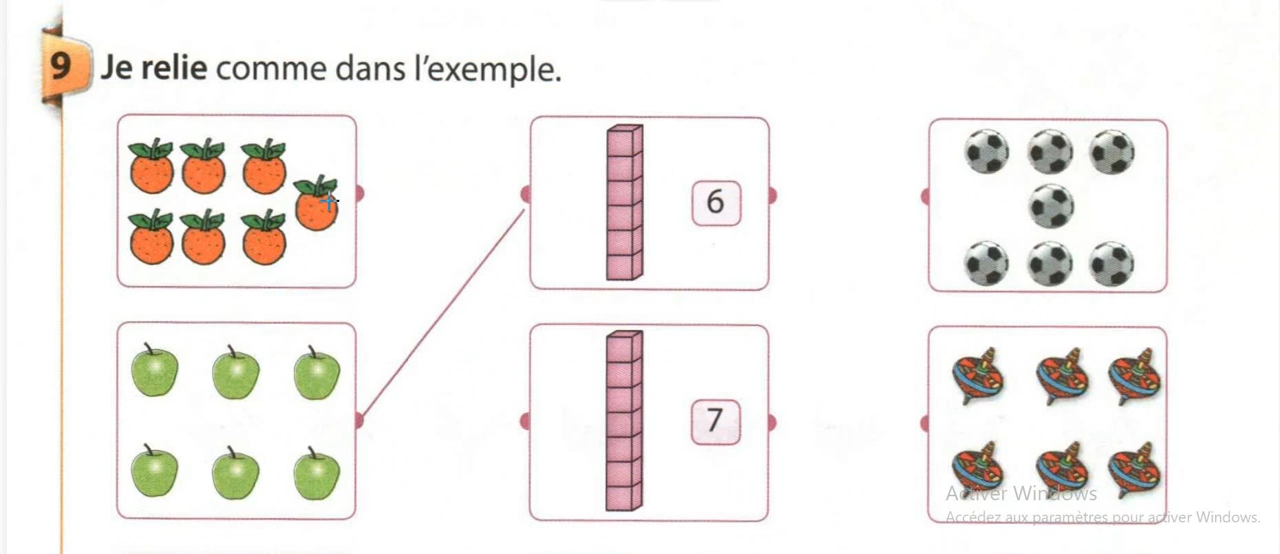 9 Je relie comme dans l'exemple.
6
7
Activer Windows
Accédez aux paramètres pour activer Windows.